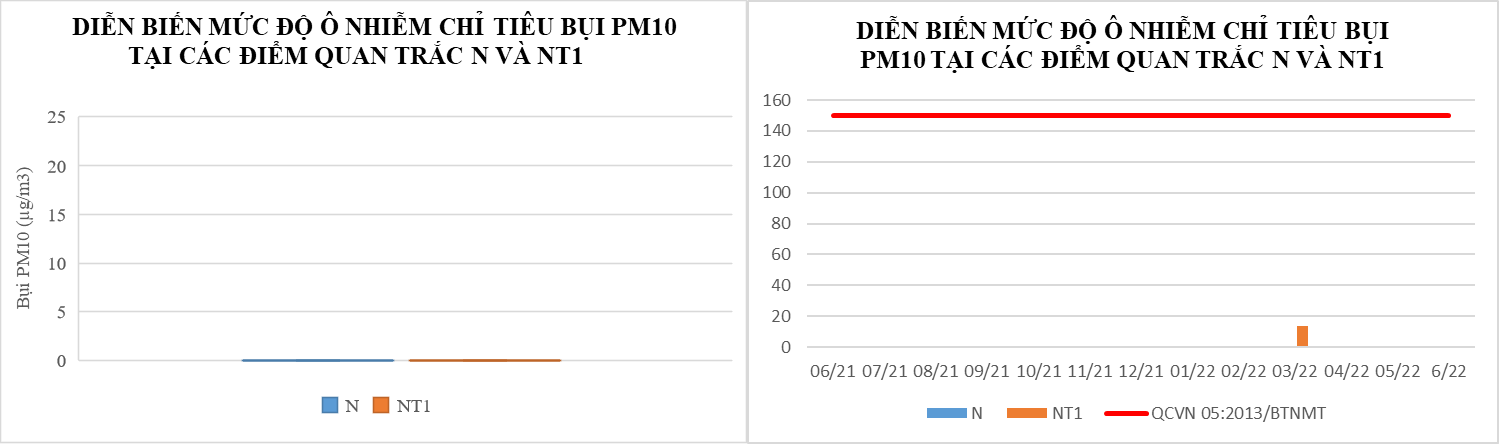 DIỄN BIẾN MỨC ĐỘ Ô NHIỄM CHỈ TIÊU BỤI PM10
TẠI CÁC ĐIỂM QUAN TRẮC N VÀ NT1
25
20
15
10
5
0
Bụi PM10 (µg/m3)
N NT1
DIỄN BIẾN MỨC ĐỘ Ô NHIỄM CHỈ TIÊU BỤI
PM10 TẠI CÁC ĐIỂM QUAN TRẮC N VÀ NT1
160
140
120
100
80
60
40
20
0
06/21 07/21 08/21 09/21 10/21 11/21 12/21 01/22 02/22 03/22 04/22 05/22 6/22
N NT1 QCVN 05:2013/BTNMT